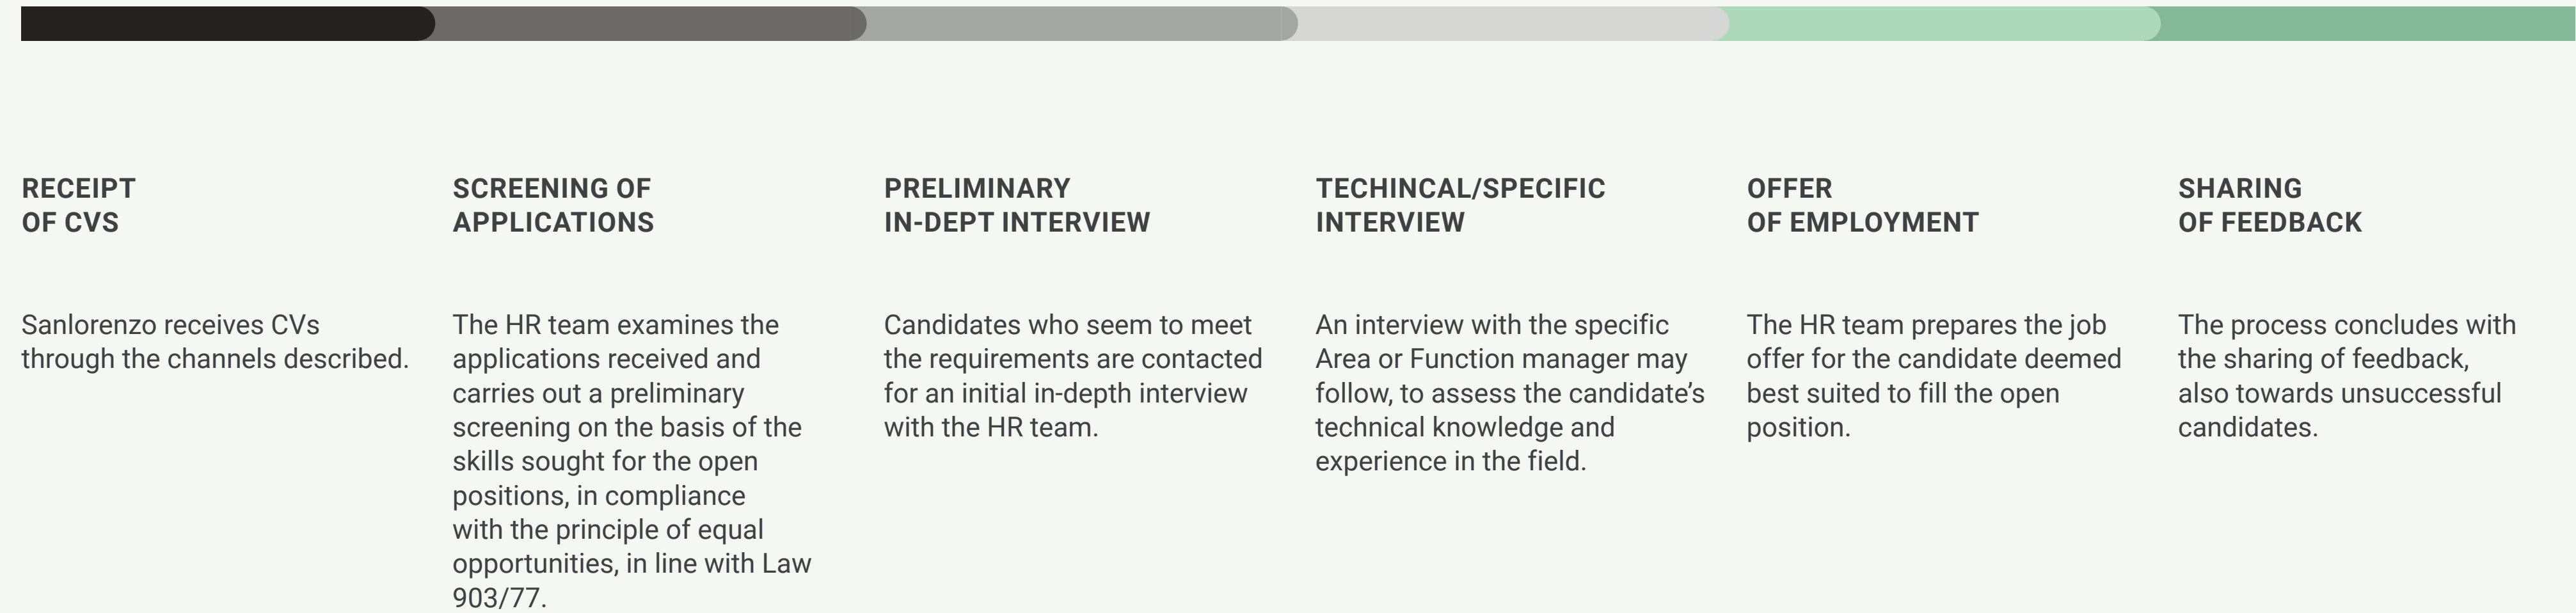 RECEIPT
OF CVS
Sanlorenzo receives CVs
through the channels described.
SCREENING OF
APPLICATIONS
The HR team examines the
applications received and
carries out a preliminary
screening on the basis of the
skills sought for the open
positions, in compliance
with the principle of equal
opportunities, in line with Law
903/77.
PRELIMINARY
IN-DEPT INTERVIEW
Candidates who seem to meet
the requirements are contacted
for an initial in-depth interview
with the HR team.
TECHINCAL/SPECIFIC
INTERVIEW
An interview with the specific
Area or Function manager may
follow, to assess the candidate’s
technical knowledge and
experience in the field.
OFFER
OF EMPLOYMENT
The HR team prepares the job
offer for the candidate deemed
best suited to fill the open
position.
SHARING
OF FEEDBACK
The process concludes with
the sharing of feedback,
also towards unsuccessful
candidates.